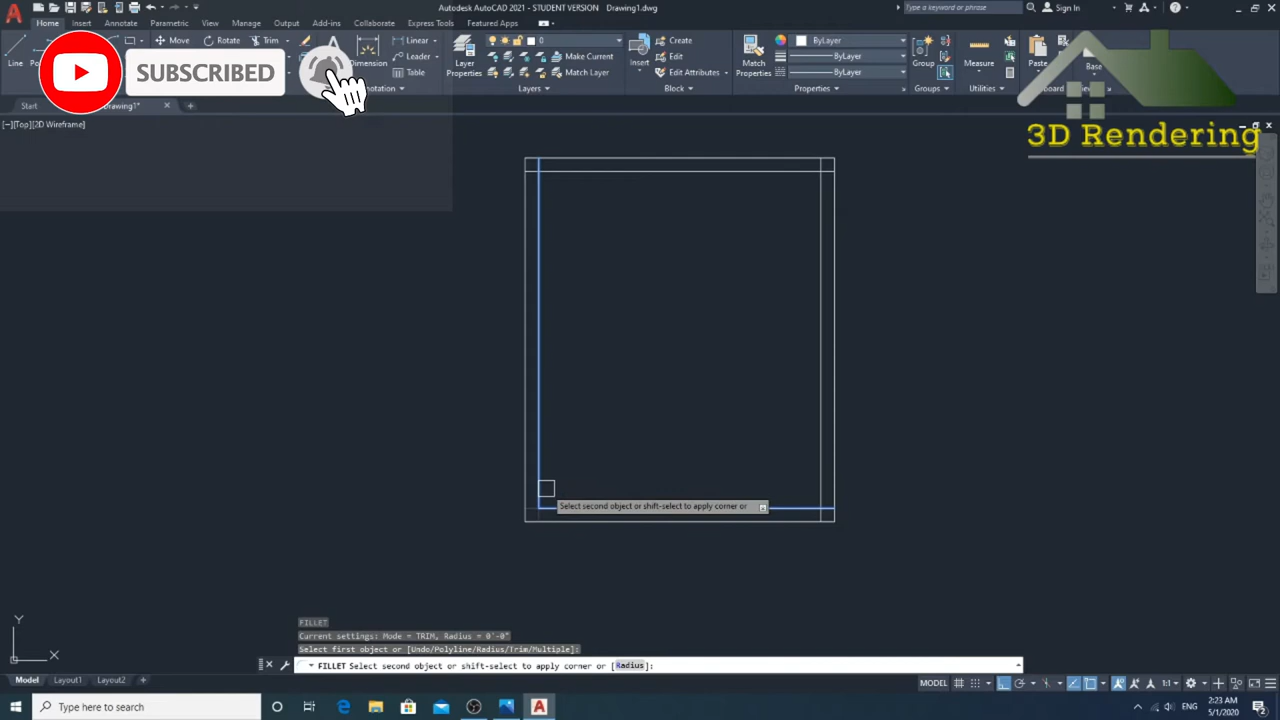 Autodesk AutoCAD 2021 - STUDENT VERSION Drawing1.dwg
Type a keyword or phrase
Sign In
Home Insert Annotate Parametric View Manage Output Add-ins Collaborate Express Tools Featured Apps
Line
Move Rotate Trim
Dimension
Linear
Leader
Table
Layer
Properties
0
Make Current
Match Layer
Layers
Insert
Create
Edit
Edit Attributes
Block
Match
Properties
ByLayer
ByLayer
ByLayer
Properties
Group
Groups
Measure
Utilities
Paste
Base
SUBSCRIBED
3D Rendering
Start
Drawing1*
[−][Top][2D Wireframe]
Select second object or shift-select to apply corner or
Y
X
FILLET
Current settings: Mode = TRIM, Radius = 0'-0"
Select first object or [Undo/Polyline/Radius/Trim/Multiple]:
FILLET Select second object or shift-select to apply corner or [Radius]:
Model Layout1 Layout2
MODEL
1:1
Type here to search
ENG
2:23 AM
5/1/2020
2